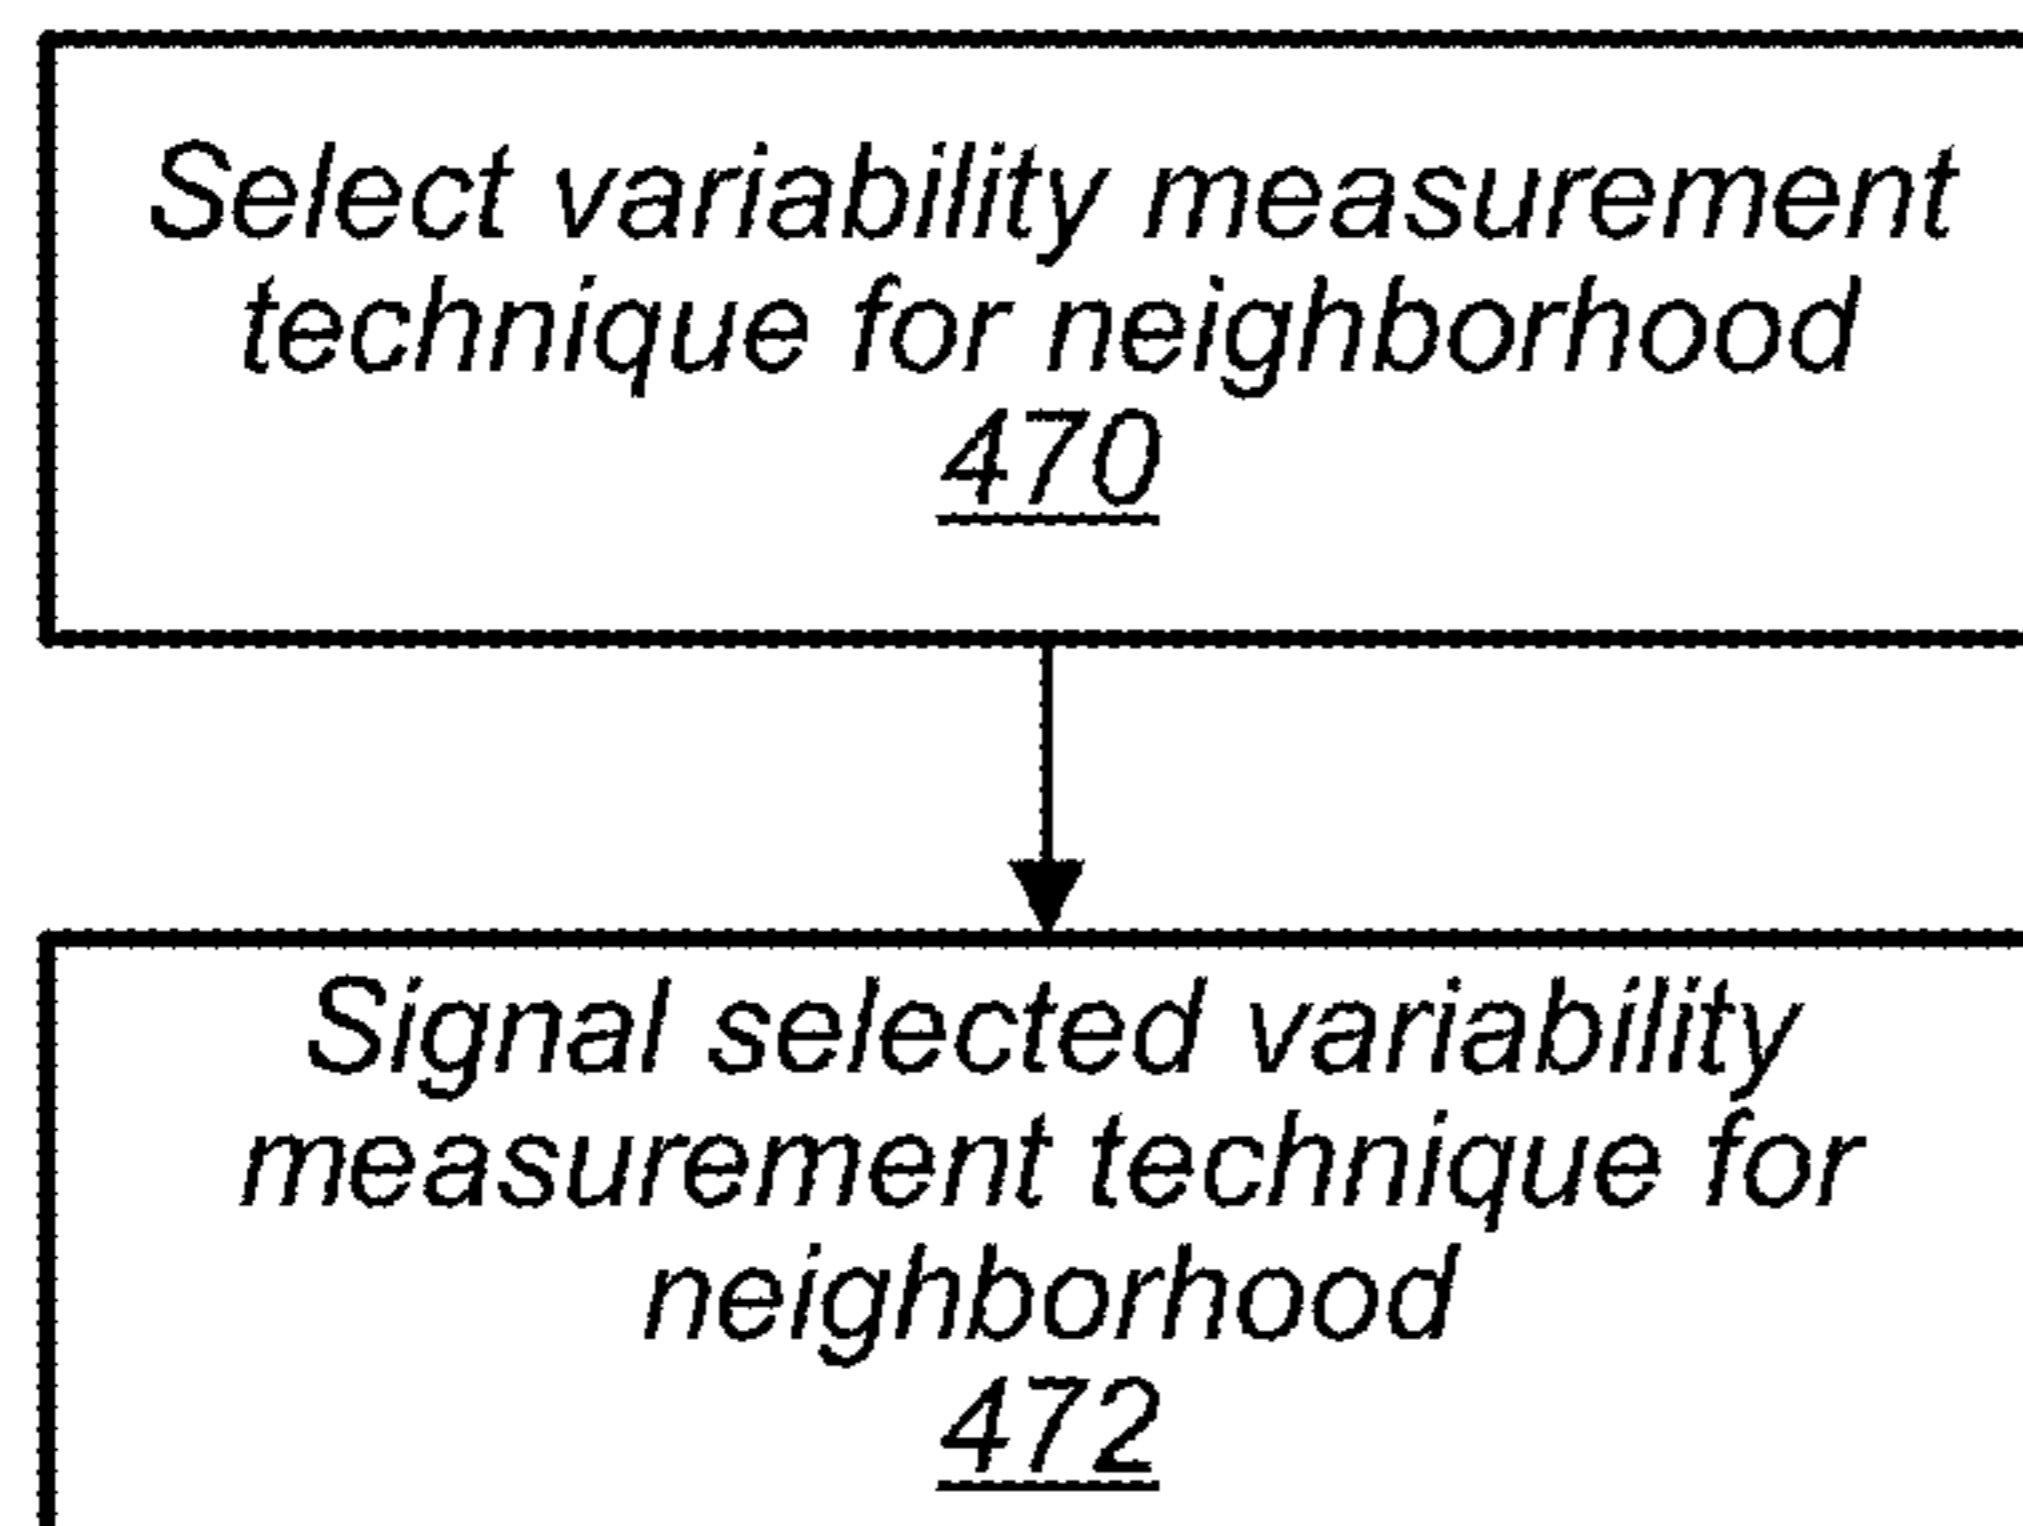 Select variability measurement
technique for neighborhood
470
Signal selected variability
measurement technique for
neighborhood
472